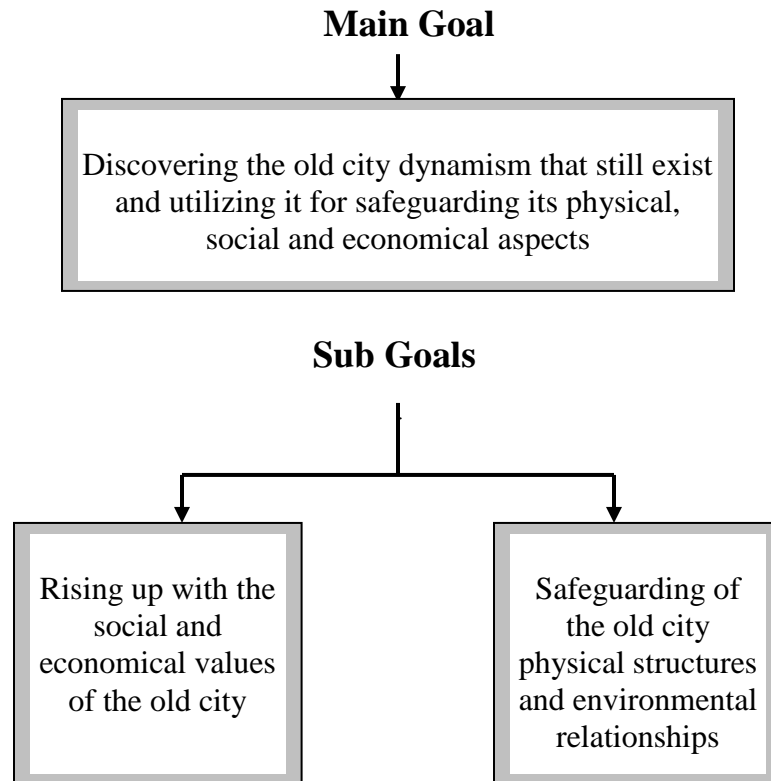 Main Goal
Discovering the old city dynamism that still exist
and utilizing it for safeguarding its physical,
social and economical aspects
Sub Goals
Rising up with the
social and
economical values
of the old city
Safeguarding of
the old city
physical structures
and environmental
relationships